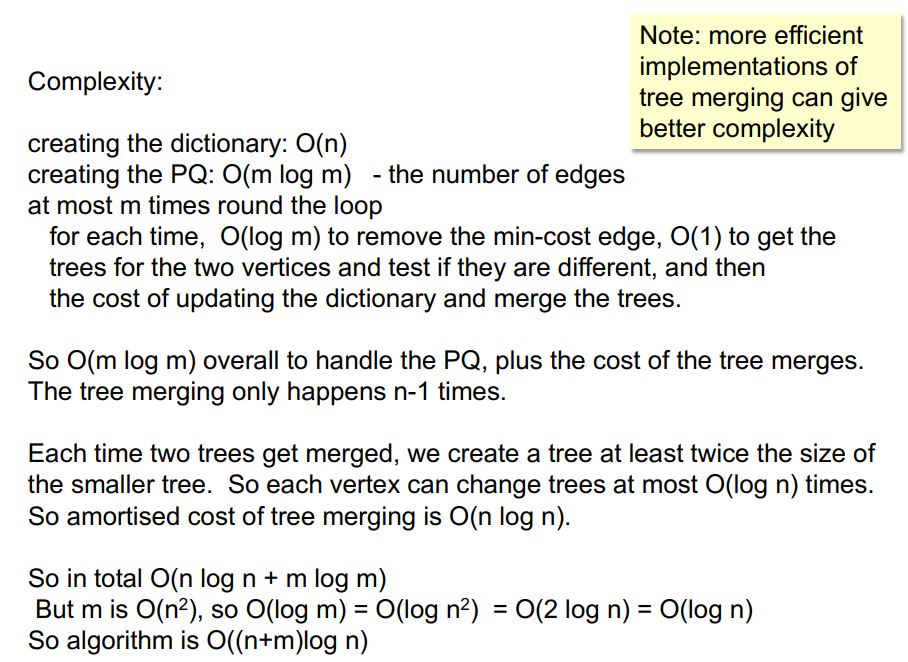 Note: more efficient
implementations of
tree merging can give
better complexity
Complexity:
creating the dictionary: O(n)
creating the PQ: O(m log m)   - the number of edges
at most m times round the loop
for each time,  O(log m) to remove the min-cost edge, O(1) to get the
trees for the two vertices and test if they are different, and then
the cost of updating the dictionary and merge the trees.
So O(m log m) overall to handle the PQ, plus the cost of the tree merges.
The tree merging only happens n-1 times.
Each time two trees get merged, we create a tree at least twice the size of
the smaller tree.  So each vertex can change trees at most O(log n) times.
So amortised cost of tree merging is O(n log n).
So in total O(n log n + m log m)
But m is O(n²), so O(log m) = O(log n²)  = O(2 log n) = O(log n)
So algorithm is O((n+m)log n)